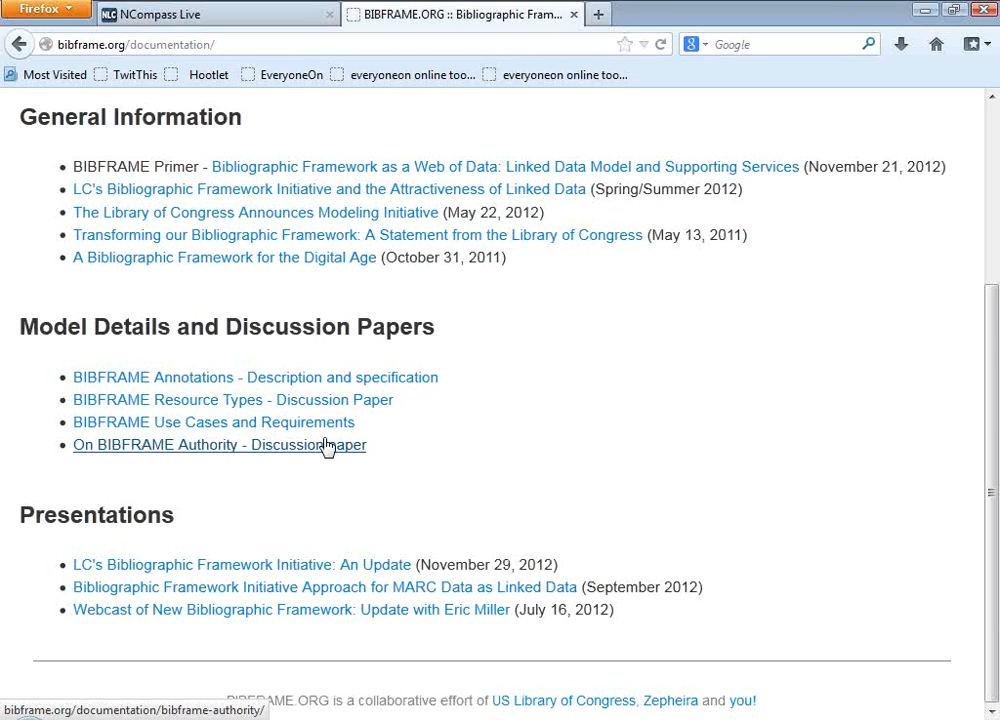 Firefox
NLC NCompass Live
BIBFRAME.ORG :: Bibliographic Fram...
bibframe.org/documentation/
Google
Most Visited TwitThis Hootlet EveryoneOn everyoneon online too... everyoneon online too...
General Information
BIBFRAME Primer - Bibliographic Framework as a Web of Data: Linked Data Model and Supporting Services (November 21, 2012)
LC's Bibliographic Framework Initiative and the Attractiveness of Linked Data (Spring/Summer 2012)
The Library of Congress Announces Modeling Initiative (May 22, 2012)
Transforming our Bibliographic Framework: A Statement from the Library of Congress (May 13, 2011)
A Bibliographic Framework for the Digital Age (October 31, 2011)
Model Details and Discussion Papers
BIBFRAME Annotations - Description and specification
BIBFRAME Resource Types - Discussion Paper
BIBFRAME Use Cases and Requirements
On BIBFRAME Authority - Discussion paper
Presentations
LC's Bibliographic Framework Initiative: An Update (November 29, 2012)
Bibliographic Framework Initiative Approach for MARC Data as Linked Data (September 2012)
Webcast of New Bibliographic Framework: Update with Eric Miller (July 16, 2012)
BIBFRAME.ORG is a collaborative effort of US Library of Congress, Zepheira and you!
bibframe.org/documentation/bibframe-authority/